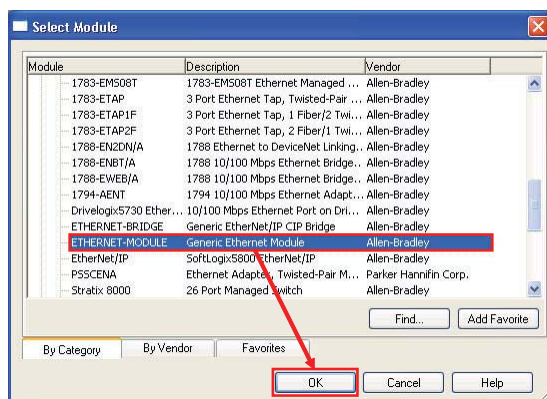 Select Module
Module Description Vendor
1783-EMS08T 1783-EMS08T Ethernet Managed ... Allen-Bradley
1783-ETAP 3 Port Ethernet Tap, Twisted-Pair ... Allen-Bradley
1783-ETAP1F 3 Port Ethernet Tap, 1 Fiber/2 Twi... Allen-Bradley
1783-ETAP2F 3 Port Ethernet Tap, 2 Fiber/1 Twi... Allen-Bradley
1788-EN2DN/A 1788 Ethernet to DeviceNet Linking.. Allen-Bradley
1788-ENBT/A 1788 10/100 Mbps Ethernet Bridge.. Allen-Bradley
1788-EWEB/A 1788 10/100 Mbps Ethernet Bridge.. Allen-Bradley
1794-AENT 1794 10/100 Mbps Ethernet Adapt... Allen-Bradley
Drivelogix5730 Ether... 10/100 Mbps Ethernet Port on Dri... Allen-Bradley
ETHERNET-BRIDGE Generic EtherNet/IP CIP Bridge Allen-Bradley
ETHERNET-MODULE Generic Ethernet Module Allen-Bradley
EtherNet/IP SoftLogix5800 EtherNet/IP Allen-Bradley
PSSCENA Ethernet Adapter, Twisted-Pair M... Parker Hannifin Corp.
Stratix 8000 26 Port Managed Switch Allen-Bradley
Find... Add Favorite
By Category By Vendor Favorites
OK Cancel Help